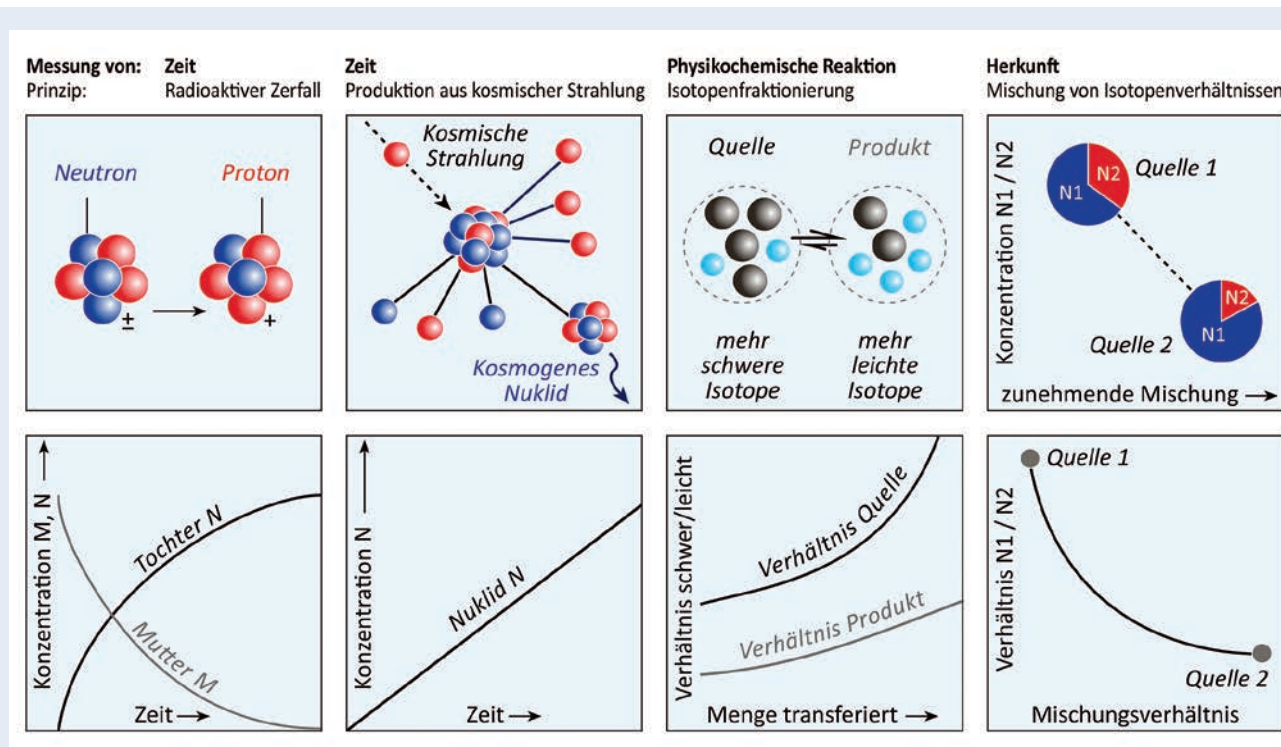 Messung von: Zeit
Prinzip: Radioaktiver Zerfall
Zeit
Produktion aus kosmischer Strahlung
Physikochemische Reaktion
Isotopenfraktionierung
Herkunft
Mischung von Isotopenverhältnissen
Neutron
Proton
±
+
Kosmische
Strahlung
Kosmogenes
Nuklid
Quelle
Produkt
mehr
schwere
Isotope
mehr
leichte
Isotope
Konzentration N1 / N2
N2
N1
Quelle 1
N2
N1
Quelle 2
zunehmende Mischung →
Konzentration M, N →
Tochter N
Mutter M
Zeit →
Konzentration N →
Nuklid N
Zeit →
Verhältnis schwer/leicht
Verhältnis Quelle
Verhältnis Produkt
Menge transferiert →
Verhältnis N1 / N2
Quelle 1
Quelle 2
Mischungsverhältnis